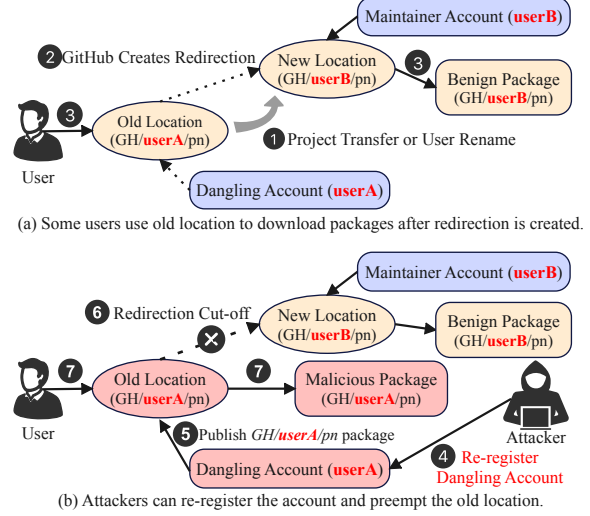 Maintainer Account (userB)
2 GitHub Creates Redirection
New Location
(GH/userB/pn)
3
Benign Package
(GH/userB/pn)
3
Old Location
(GH/userA/pn)
1 Project Transfer or User Rename
User
Dangling Account (userA)
(a) Some users use old location to download packages after redirection is created.
Maintainer Account (userB)
6 Redirection Cut-off
New Location
(GH/userB/pn)
Benign Package
(GH/userB/pn)
7
Old Location
(GH/userA/pn)
7
Malicious Package
(GH/userA/pn)
User
5 Publish GH/userA/pn package
Attacker
Dangling Account (userA)
4 Re-register
Dangling Account
(b) Attackers can re-register the account and preempt the old location.